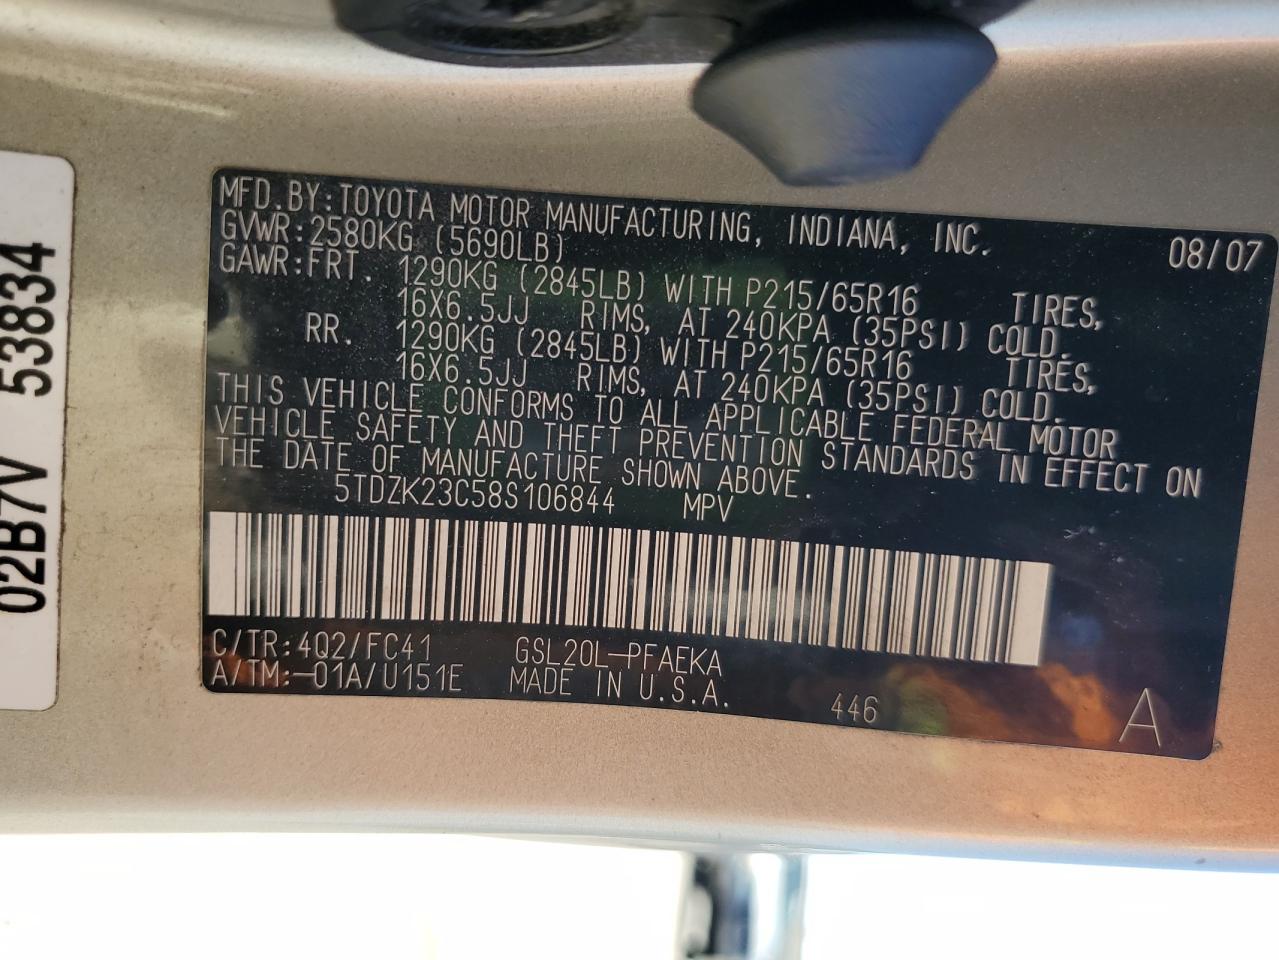 MFD.BY:TOYOTA MOTOR MANUFACTURING, INDIANA, INC. 08/07
GVWR:2580KG (5690LB)
GAWR:FRT. 1290KG (2845LB) WITH P215/65R16 TIRES,
16X6.5JJ RIMS, AT 240KPA (35PSI) COLD.
RR. 1290KG (2845LB) WITH P215/65R16 TIRES,
16X6.5JJ RIMS, AT 240KPA (35PSI) COLD.
THIS VEHICLE CONFORMS TO ALL APPLICABLE FEDERAL MOTOR
VEHICLE SAFETY AND THEFT PREVENTION STANDARDS IN EFFECT ON
THE DATE OF MANUFACTURE SHOWN ABOVE.
5TDZK23C58S106844 MPV
C/TR:4Q2/FC41 GSL20L-PFAEKA
A/TM:-01A/U151E MADE IN U.S.A.
446 A
02B7V 53834